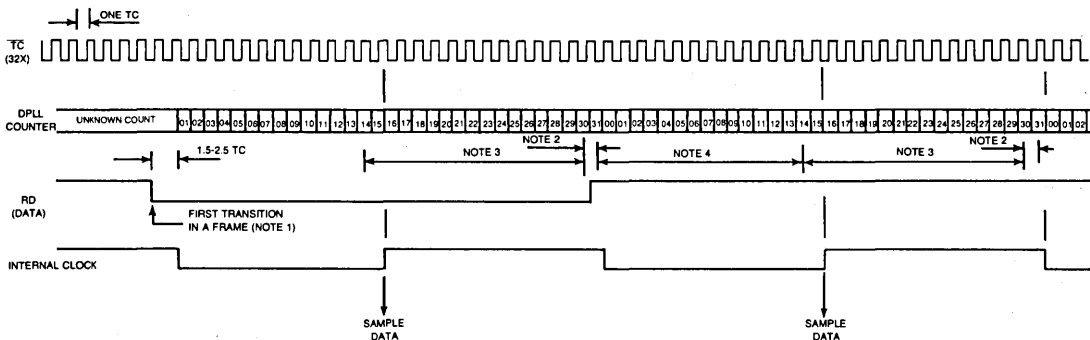 ONE TC
TC
(32X)
DPLL
COUNTER
UNKNOWN COUNT 01 02 03 04 05 06 07 08 09 10 11 12 13 14 15 16 17 18 19 20 21 22 23 24 25 26 27 28 29 30 31 00 01 02 03 04 05 06 07 08 09 10 11 12 13 14 15 16 17 18 19 20 21 22 23 24 25 26 27 28 29 30 31 00 01 02
1.5-2.5 TC
NOTE 2
NOTE 3
NOTE 4
NOTE 3
NOTE 2
RD
(DATA)
FIRST TRANSITION
IN A FRAME (NOTE 1)
INTERNAL CLOCK
SAMPLE
DATA
SAMPLE
DATA